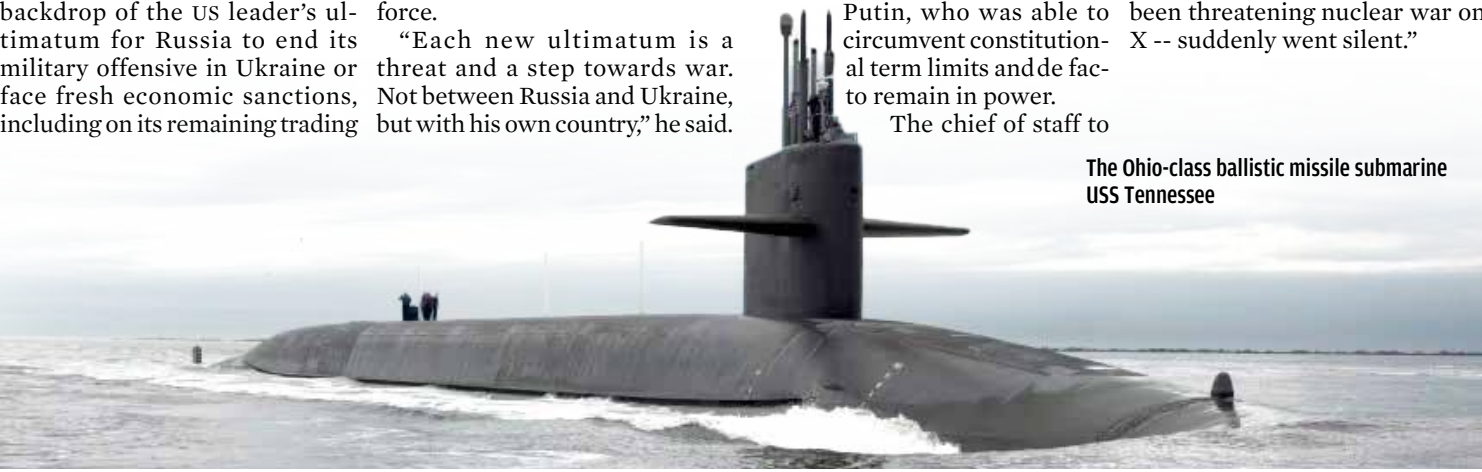 backdrop of the US leader's ul-
timatum for Russia to end its
military offensive in Ukraine or
face fresh economic sanctions,
including on its remaining trading
force.
“Each new ultimatum is a
threat and a step towards war.
Not between Russia and Ukraine,
but with his own country,” he said.
Putin, who was able to
circumvent constitution-
al term limits andde fac-
to remain in power.
The chief of staff to
been threatening nuclear war on
X -- suddenly went silent.”
The Ohio-class ballistic missile submarine
USS Tennessee